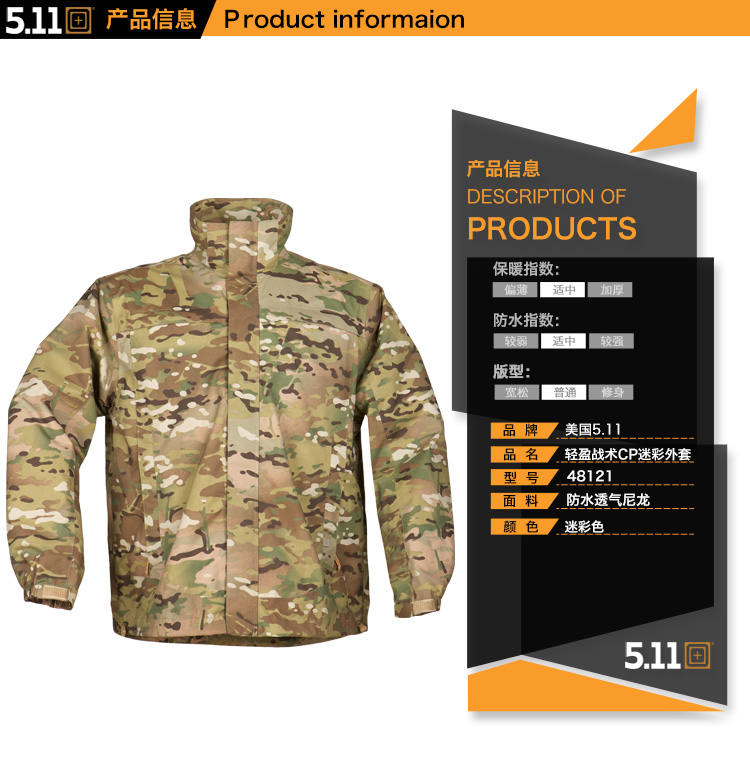 5.11 产品信息 Product informaion
产品信息
DESCRIPTION OF
PRODUCTS
保暖指数:
偏薄 适中 加厚
防水指数:
较弱 适中 较强
版型:
宽松 普通 修身
品 牌 美国5.11
品 名 轻盈战术CP迷彩外套
型 号 48121
面 料 防水透气尼龙
颜 色 迷彩色
5.11